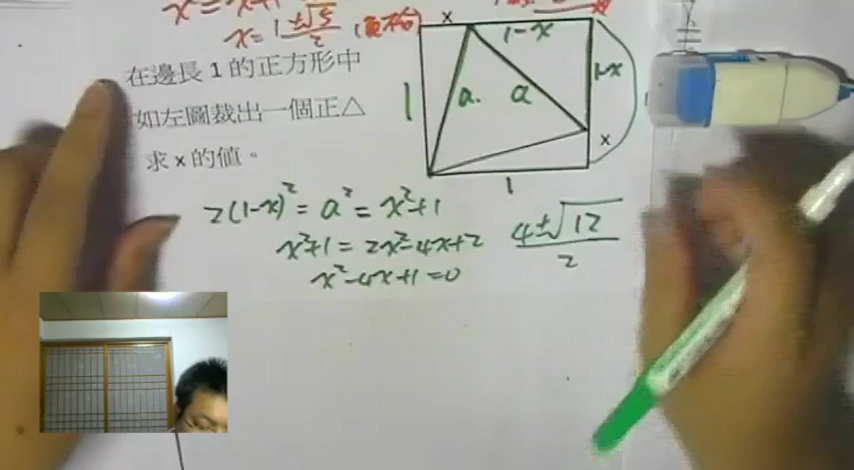 x = 1±√5/2 (負不合)
在邊長 1 的正方形中
如左圖裁出一個正△
求 x 的值。
x
1-x
1
a.
a
1-x
x
1
2(1-x)² = a² = x²+1
x²+1 = 2x²-4x+2
x²-4x+1=0
4±√12/2